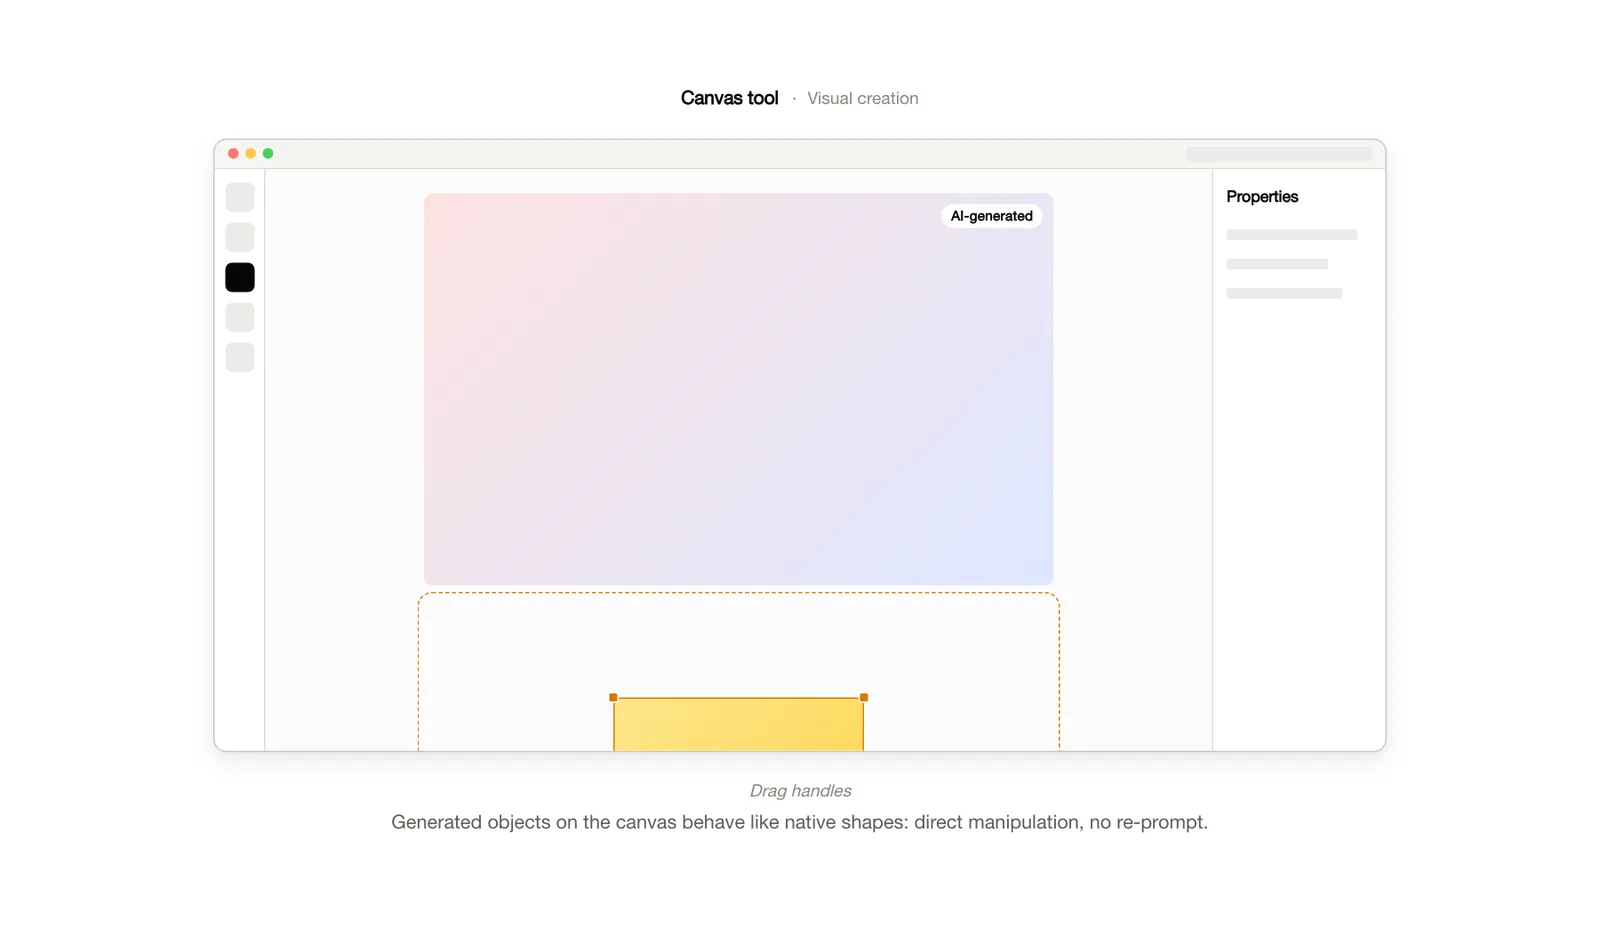 Canvas tool · Visual creation
AI-generated
Properties
Drag handles
Generated objects on the canvas behave like native shapes: direct manipulation, no re-prompt.